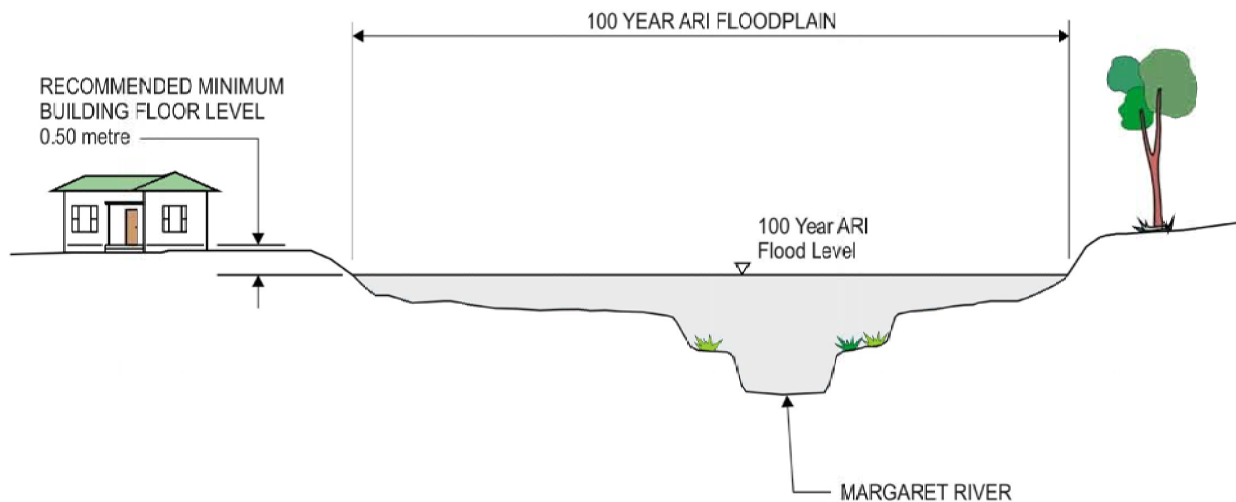 100 YEAR ARI FLOODPLAIN
RECOMMENDED MINIMUM
BUILDING FLOOR LEVEL
0.50 metre
100 Year ARI
Flood Level
MARGARET RIVER